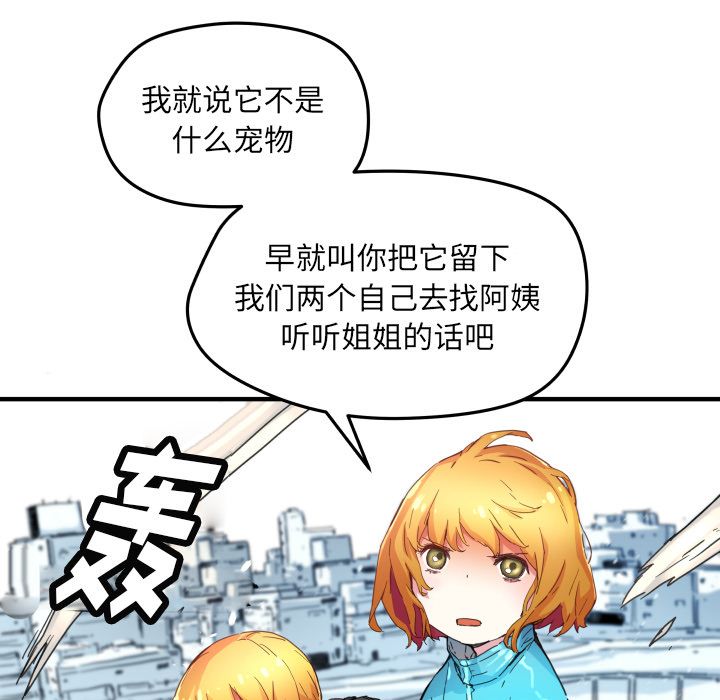 我就说它不是
什么宠物
早就叫你把它留下
我们两个自己去找阿姨
听听姐姐的话吧
轰